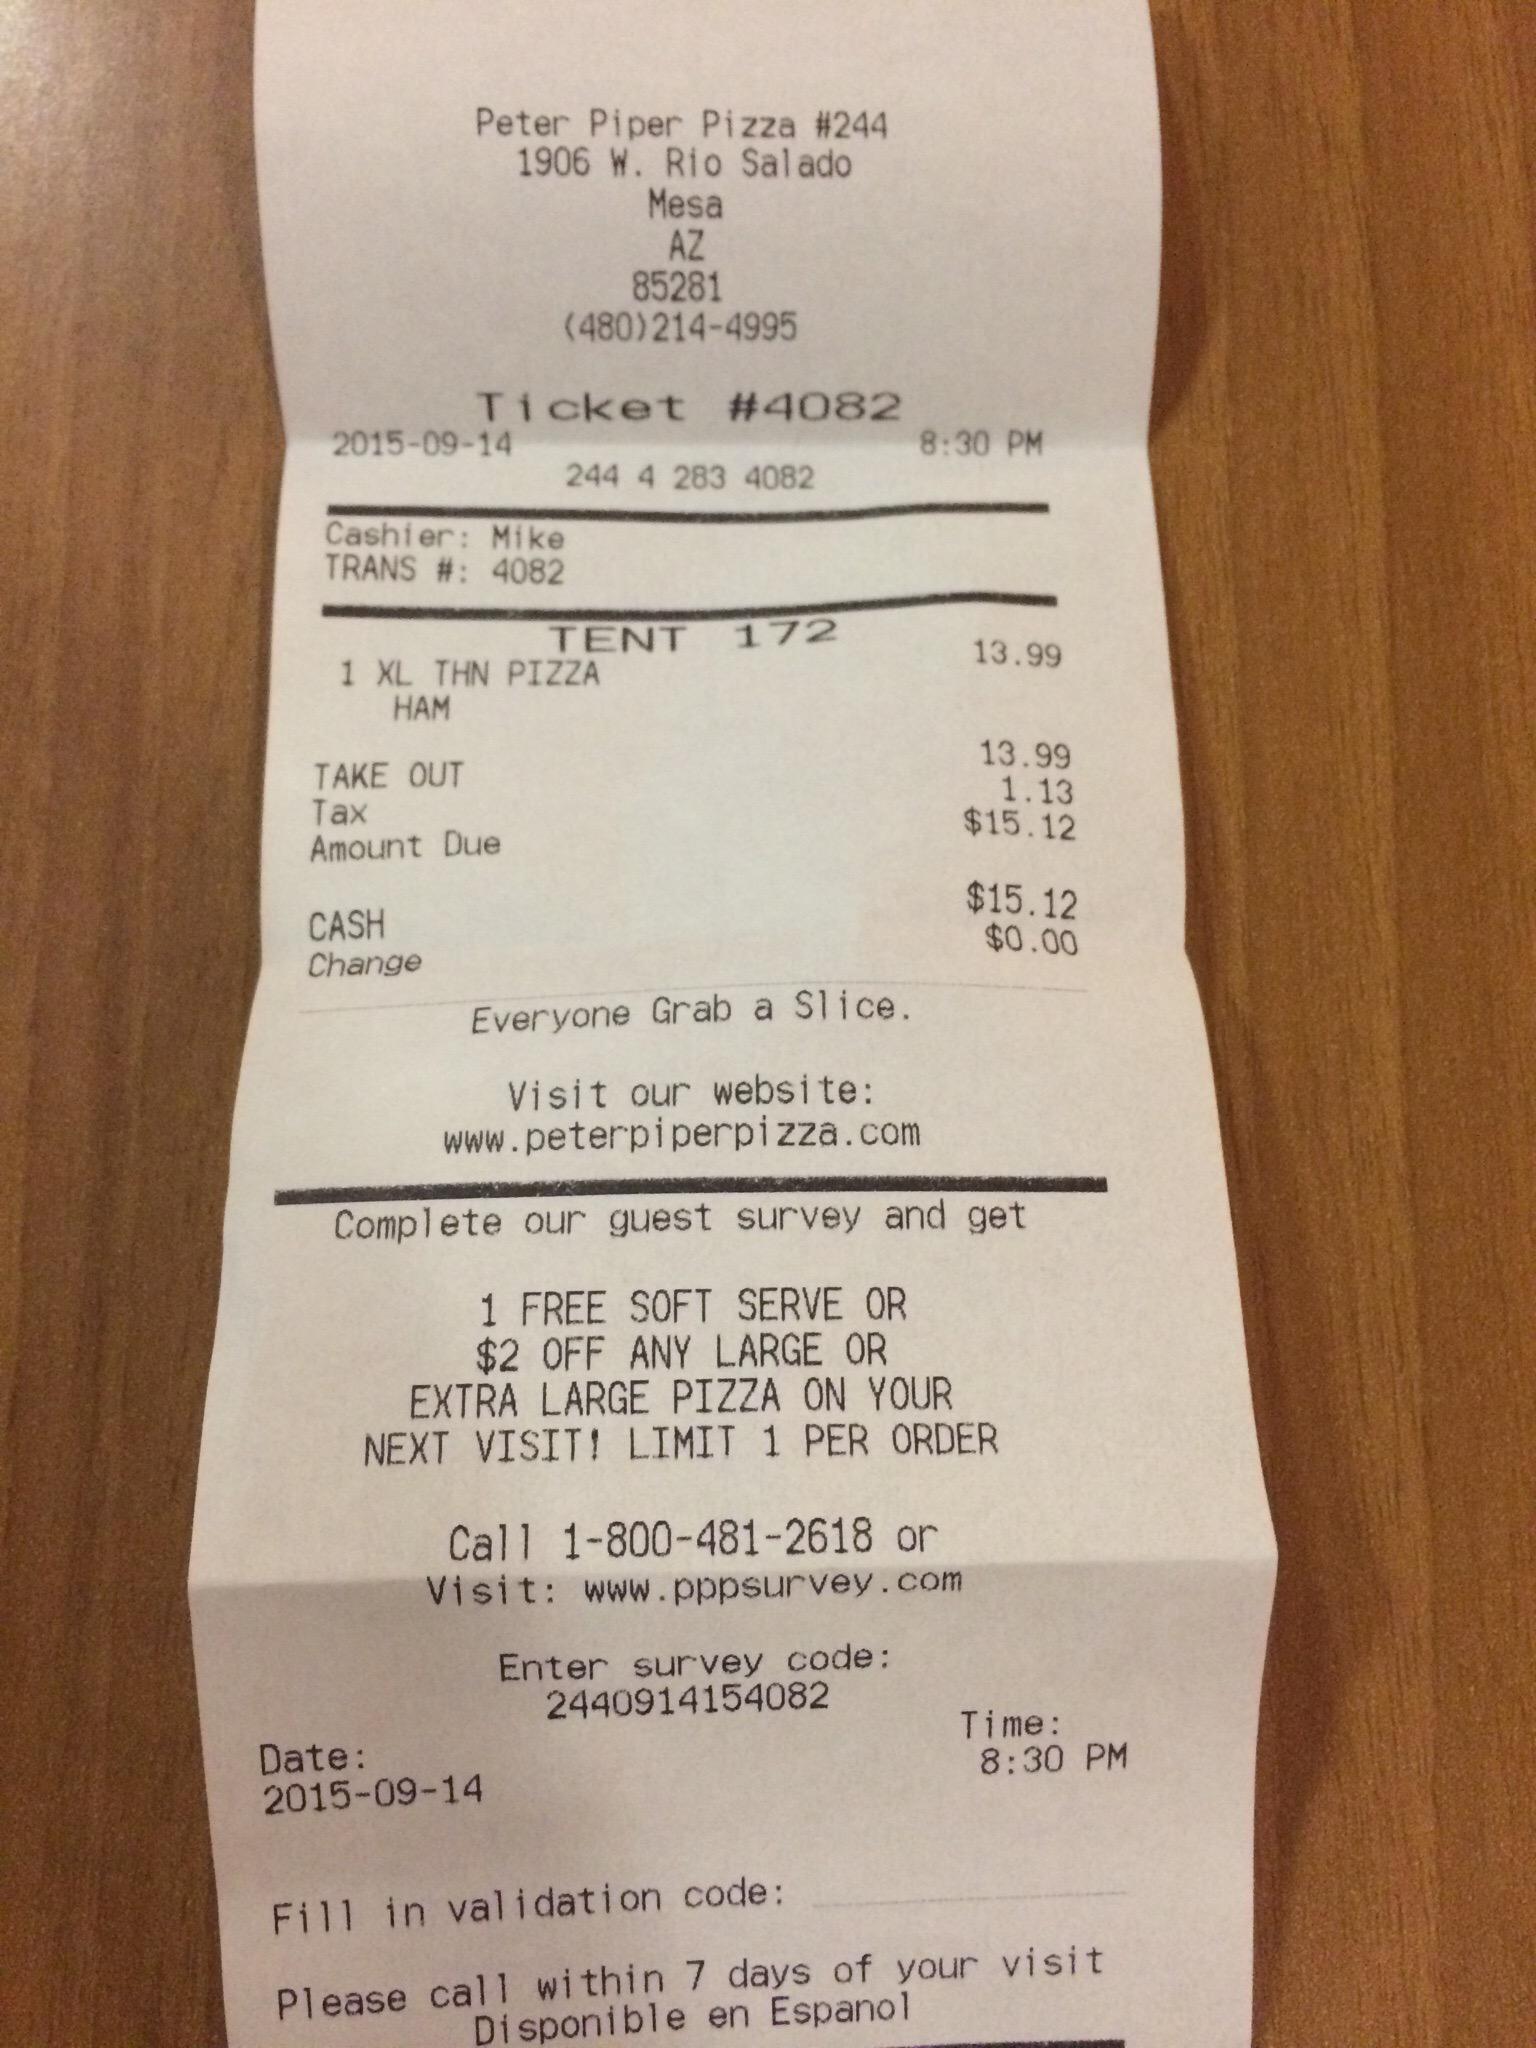 Peter Piper Pizza #244
1906 W. Rio Salado
Mesa
AZ
85281
(480)214-4995
Ticket #4082
2015-09-14 8:30 PM
244 4 283 4082
Cashier: Mike
TRANS #: 4082
TENT 172
1 XL THN PIZZA 13.99
HAM
TAKE OUT 13.99
Tax 1.13
Amount Due $15.12
CASH $15.12
Change $0.00
Everyone Grab a Slice.
Visit our website:
www.peterpiperpizza.com
Complete our guest survey and get
1 FREE SOFT SERVE OR
$2 OFF ANY LARGE OR
EXTRA LARGE PIZZA ON YOUR
NEXT VISIT! LIMIT 1 PER ORDER
Call 1-800-481-2618 or
Visit: www.pppsurvey.com
Enter survey code:
2440914154082
Date: Time:
2015-09-14 8:30 PM
Fill in validation code:
Please call within 7 days of your visit
Disponible en Espanol